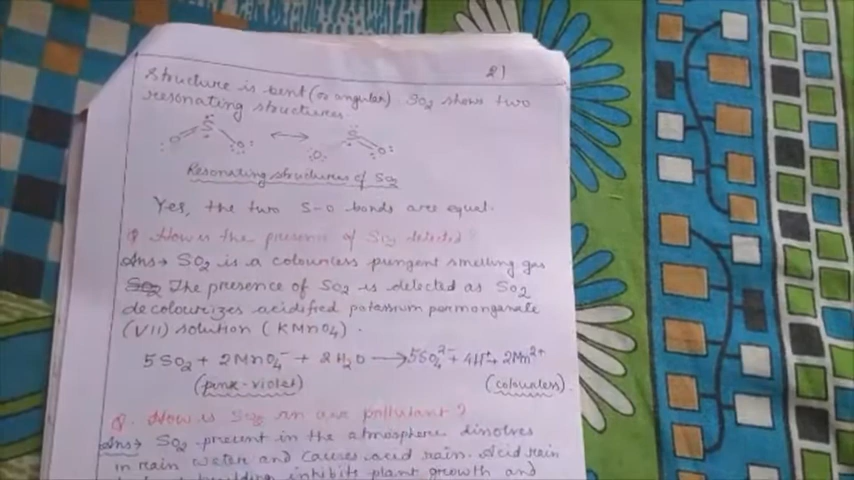 21
Structure is bent (or angular). SO2 shows two
resonating structures.
Resonating structures of SO2
Yes, the two S-O bonds are equal.
Q How is the presence of SO2 detected?
Ans→ SO2 is a colourless pungent smelling gas
The presence of SO2 is detected as SO2
decolourizes acidified potassium permanganate
(VII) solution (KMnO4).
5SO2 + 2MnO4⁻ + 2H2O → 5SO4²⁻ + 4H⁺ + 2Mn²⁺
(pink-violet) (colourless)
Q. How is SO2 an air pollutant?
Ans→ SO2 present in the atmosphere dissolves
in rain water and causes acid rain. Acid rain
building inhibits plant growth and